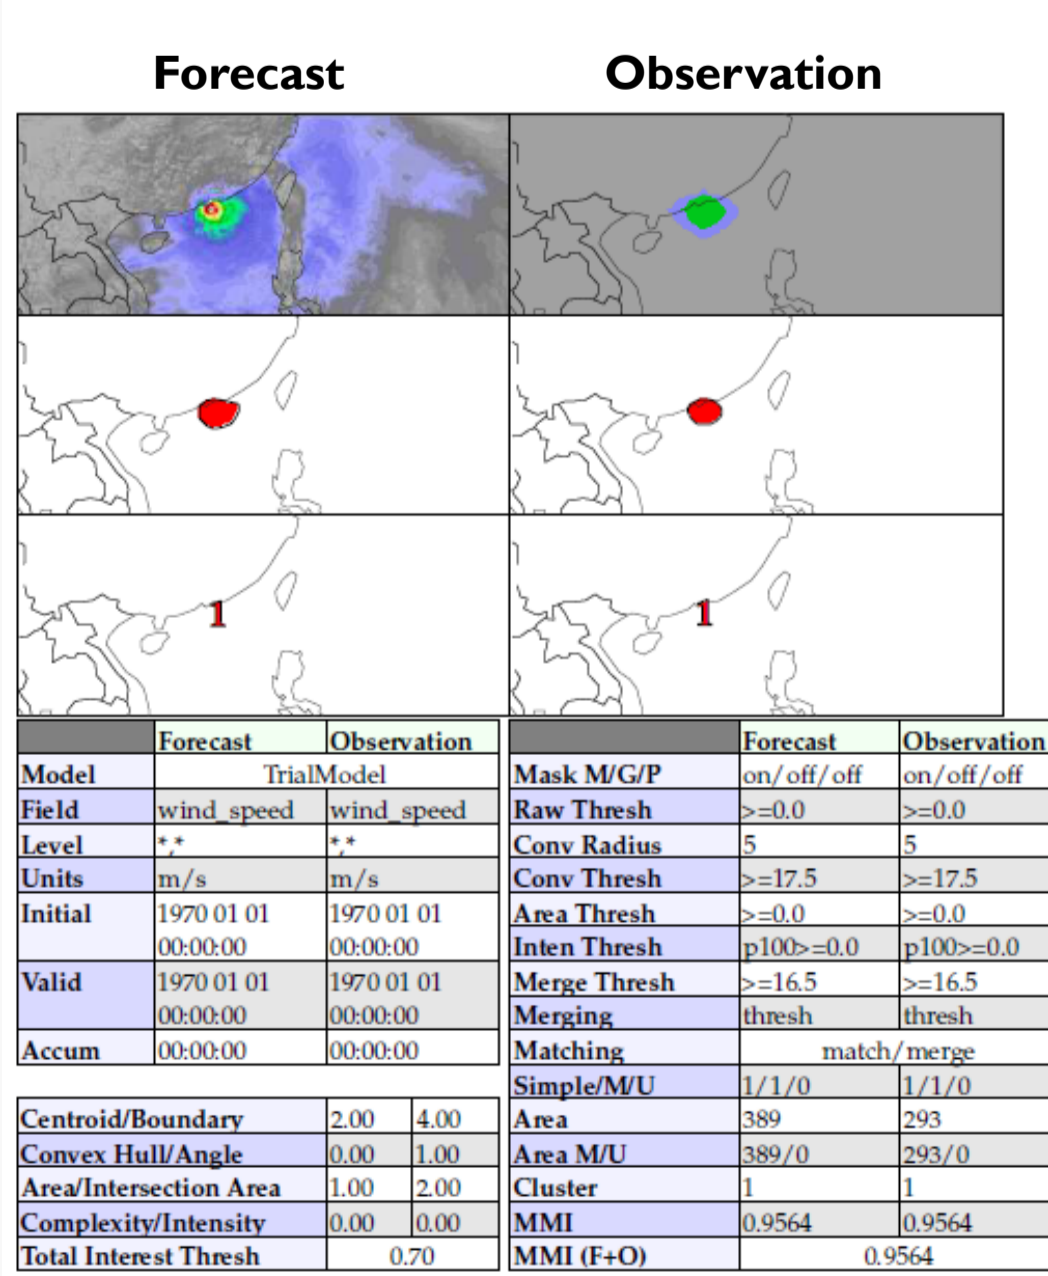 Forecast Observation
1 1
Forecast Observation
Model TrialModel
Field wind_speed wind_speed
Level *,* *,*
Units m/s m/s
Initial 1970 01 01 1970 01 01
00:00:00 00:00:00
Valid 1970 01 01 1970 01 01
00:00:00 00:00:00
Accum 00:00:00 00:00:00
Centroid/Boundary 2.00 4.00
Convex Hull/Angle 0.00 1.00
Area/Intersection Area 1.00 2.00
Complexity/Intensity 0.00 0.00
Total Interest Thresh 0.70
Forecast Observation
Mask M/G/P on/off/off on/off/off
Raw Thresh >=0.0 >=0.0
Conv Radius 5 5
Conv Thresh >=17.5 >=17.5
Area Thresh >=0.0 >=0.0
Inten Thresh p100>=0.0 p100>=0.0
Merge Thresh >=16.5 >=16.5
Merging thresh thresh
Matching match/merge
Simple/M/U 1/1/0 1/1/0
Area 389 293
Area M/U 389/0 293/0
Cluster 1 1
MMI 0.9564 0.9564
MMI (F+O) 0.9564